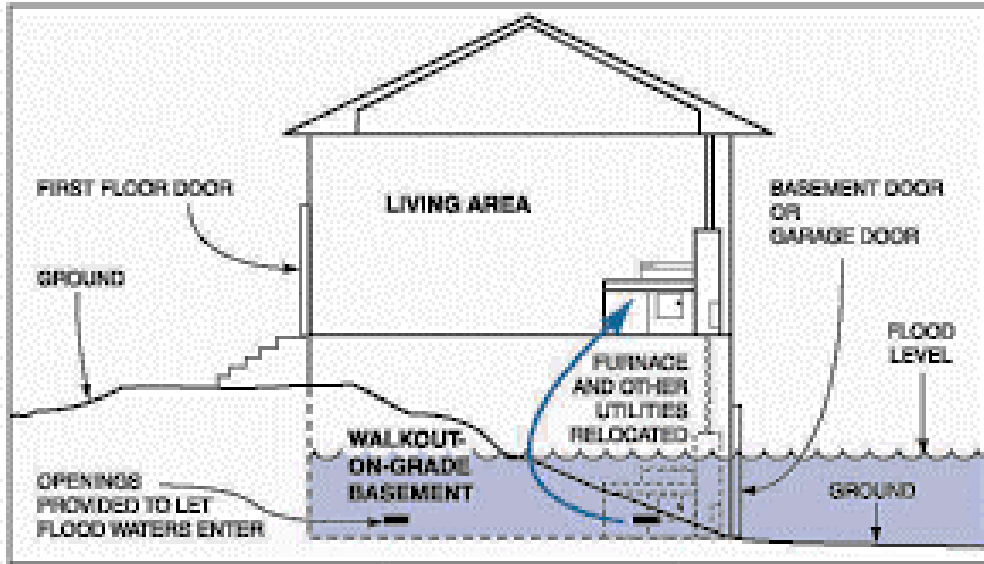 FIRST FLOOR DOOR
GROUND
LIVING AREA
BASEMENT DOOR
OR
GARAGE DOOR
FLOOD
LEVEL
FURNACE
AND OTHER
UTILITIES
RELOCATED
WALKOUT-
ON-GRADE
BASEMENT
OPENINGS
PROVIDED TO LET
FLOOD WATERS ENTER
GROUND